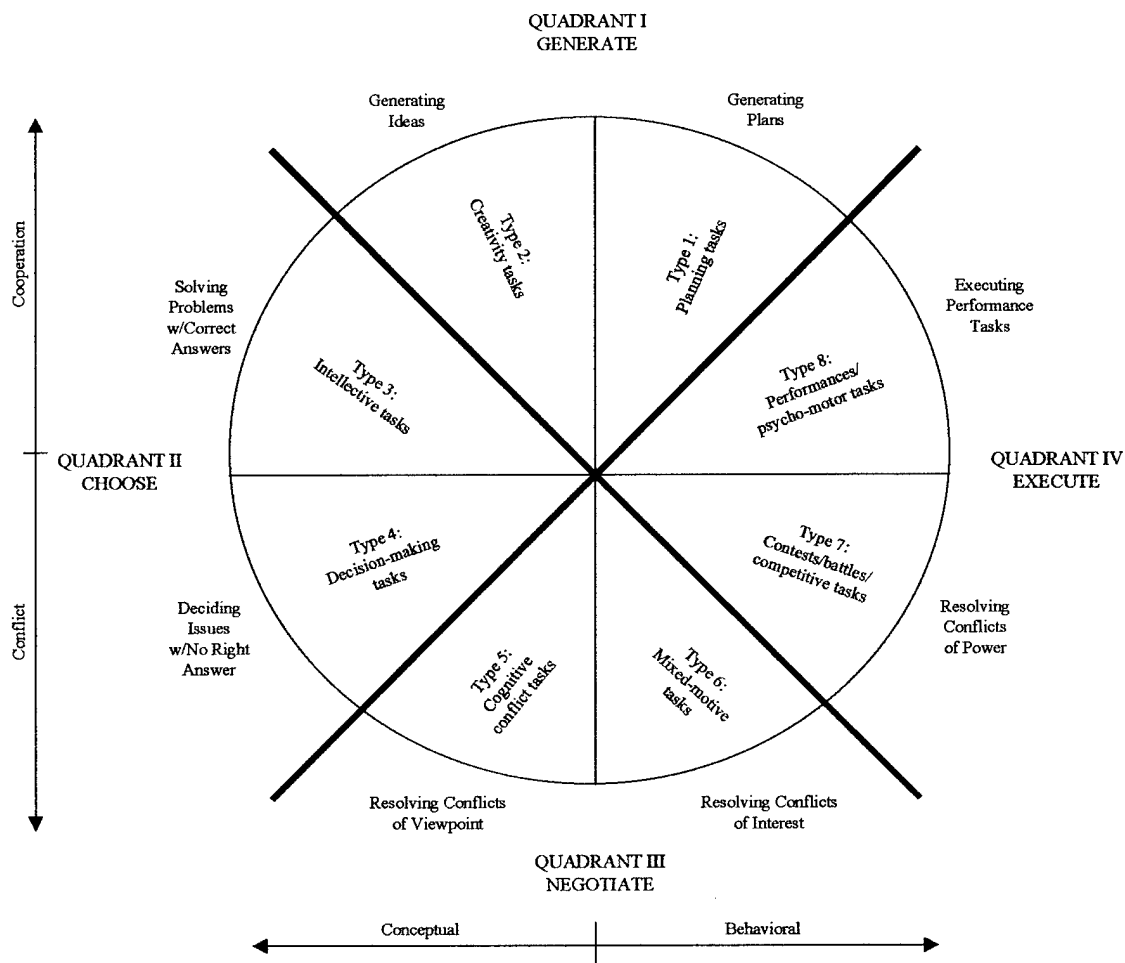 QUADRANT I
GENERATE
Generating
Ideas
Generating
Plans
Type 2:
Creativity tasks
Type 1:
Planning tasks
Cooperation
Solving
Problems
w/Correct
Answers
Executing
Performance
Tasks
Type 3:
Intellective tasks
Type 8:
Performances/
psycho-motor tasks
QUADRANT II
CHOOSE
QUADRANT IV
EXECUTE
Type 4:
Decision-making
tasks
Type 7:
Contests/battles/
competitive tasks
Conflict
Deciding
Issues
w/No Right
Answer
Resolving
Conflicts
of Power
Type 5:
Cognitive
conflict tasks
Type 6:
Mixed-motive
tasks
Resolving Conflicts
of Viewpoint
Resolving Conflicts
of Interest
QUADRANT III
NEGOTIATE
Conceptual
Behavioral